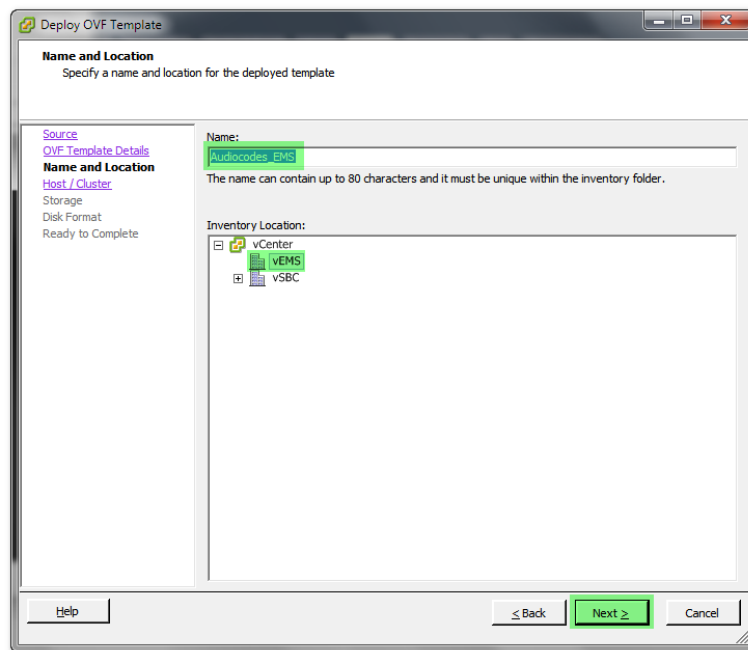 Deploy OVF Template
Name and Location
Specify a name and location for the deployed template
Source
OVF Template Details
Name and Location
Host / Cluster
Storage
Disk Format
Ready to Complete
Name:
Audiocodes_EMS
The name can contain up to 80 characters and it must be unique within the inventory folder.
Inventory Location:
vCenter
vEMS
vSBC
Help
< Back
Next >
Cancel